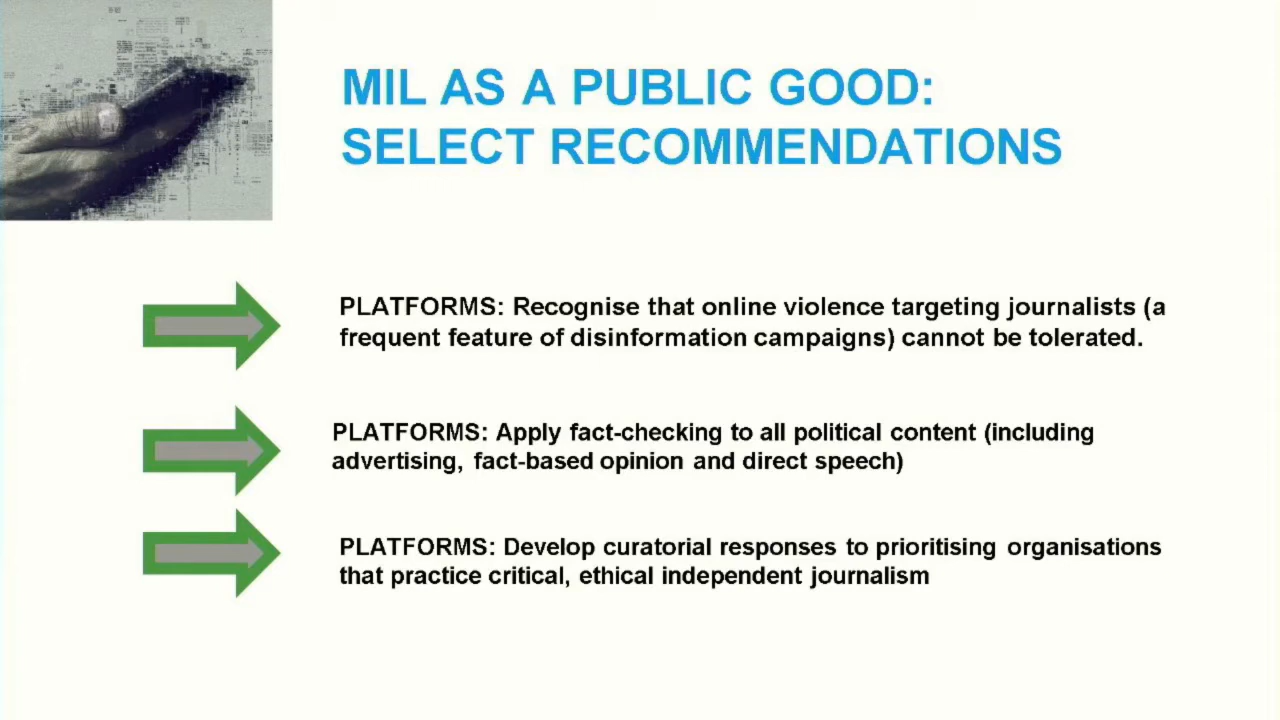 MIL AS A PUBLIC GOOD:
SELECT RECOMMENDATIONS
PLATFORMS: Recognise that online violence targeting journalists (a
frequent feature of disinformation campaigns) cannot be tolerated.
PLATFORMS: Apply fact-checking to all political content (including
advertising, fact-based opinion and direct speech)
PLATFORMS: Develop curatorial responses to prioritising organisations
that practice critical, ethical independent journalism